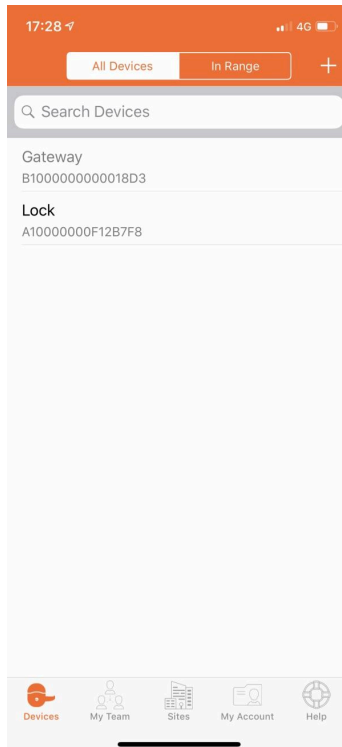 17:28 4G
All Devices In Range +
Search Devices
Gateway
B1000000000018D3
Lock
A10000000F12B7F8
Devices My Team Sites My Account Help